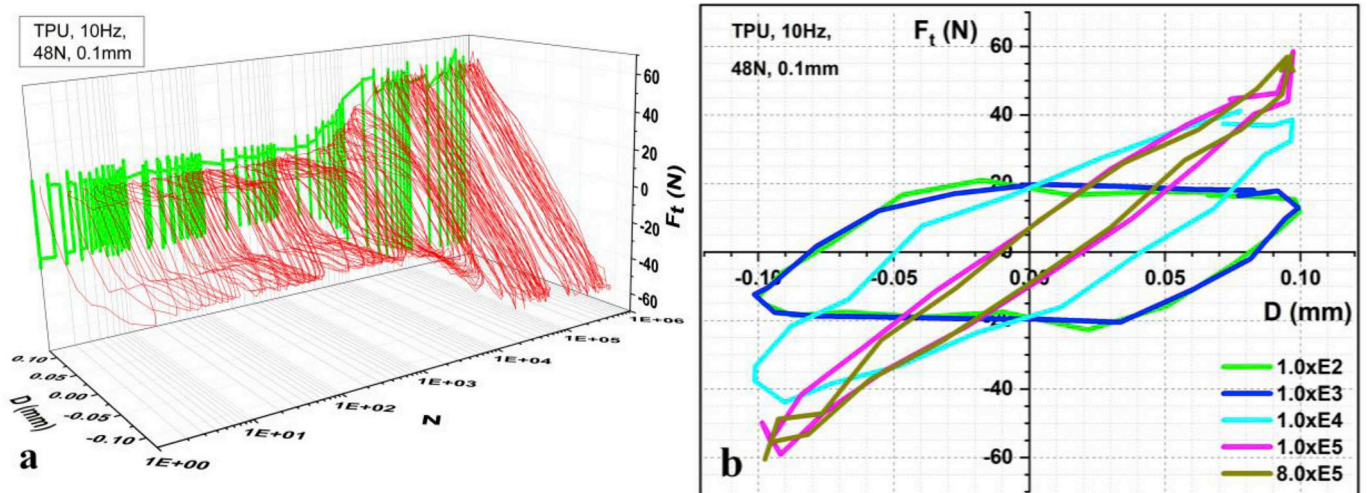 TPU, 10Hz,
48N, 0.1mm
60
40
20
0
-20
-40
-60
Ft (N)
0.10
0.05
0.00
-0.05
-0.10
D (mm)
1E+00
1E+01
1E+02
1E+03
1E+04
1E+05
1E+06
N
a
TPU, 10Hz,
48N, 0.1mm
Ft (N)
60
40
20
-0.10
-0.05
0.00
0.05
0.10
D (mm)
-40
-60
1.0xE2
1.0xE3
1.0xE4
1.0xE5
8.0xE5
b